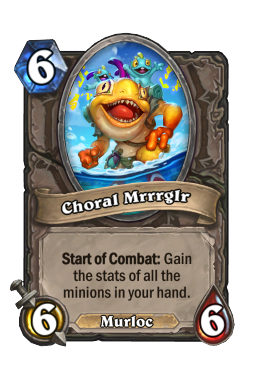 6
Choral Mrrrglr
Start of Combat: Gain
the stats of all the
minions in your hand.
6
Murloc
6